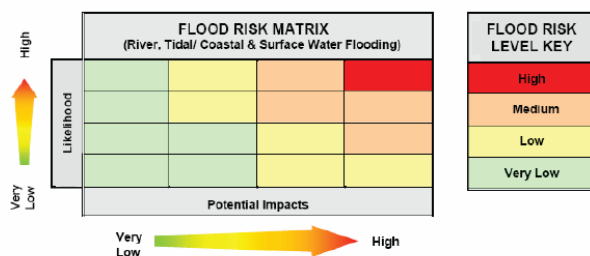 FLOOD RISK MATRIX
(River, Tidal/ Coastal & Surface Water Flooding)
High
Likelihood
Very
Low
Potential Impacts
Very
Low
High
FLOOD RISK
LEVEL KEY
High
Medium
Low
Very Low